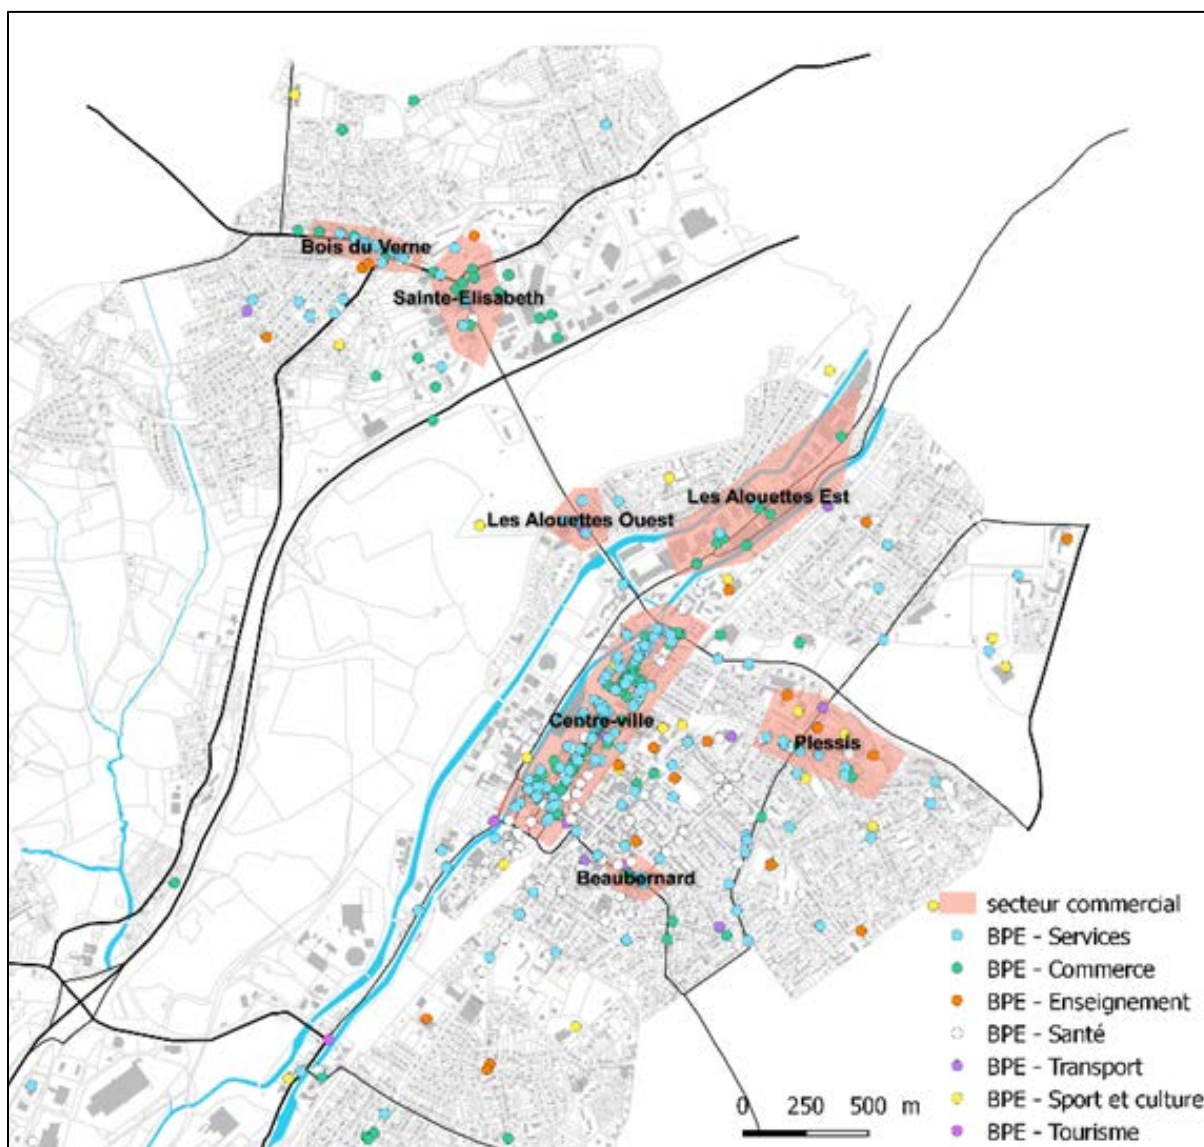 Bois du Verne
Sainte-Elisabeth
Les Alouettes Ouest
Les Alouettes Est
Centre-ville
Plessis
Beaubernard
secteur commercial
BPE - Services
BPE - Commerce
BPE - Enseignement
BPE - Santé
BPE - Transport
BPE - Sport et culture
BPE - Tourisme
0 250 500 m